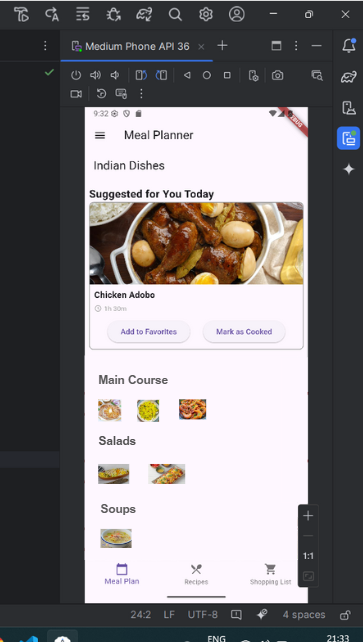 Medium Phone API 36
9:32
Meal Planner
Indian Dishes
Suggested for You Today
Chicken Adobo
1h 30m
Add to Favorites
Mark as Cooked
Main Course
Salads
Soups
1:1
Meal Plan
Recipes
Shopping List
24:2
LF
UTF-8
4 spaces
ENG
21:33